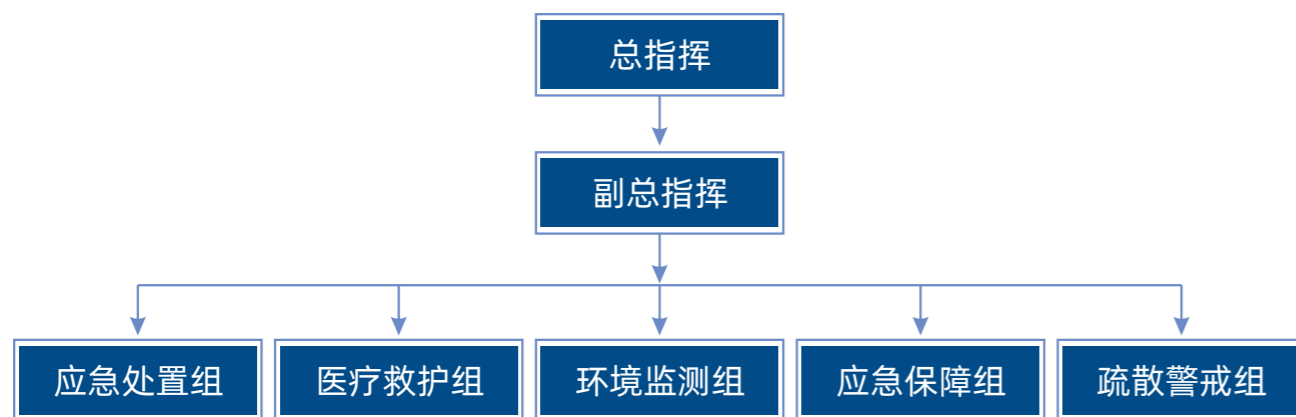 总指挥
副总指挥
应急处置组
医疗救护组
环境监测组
应急保障组
疏散警戒组